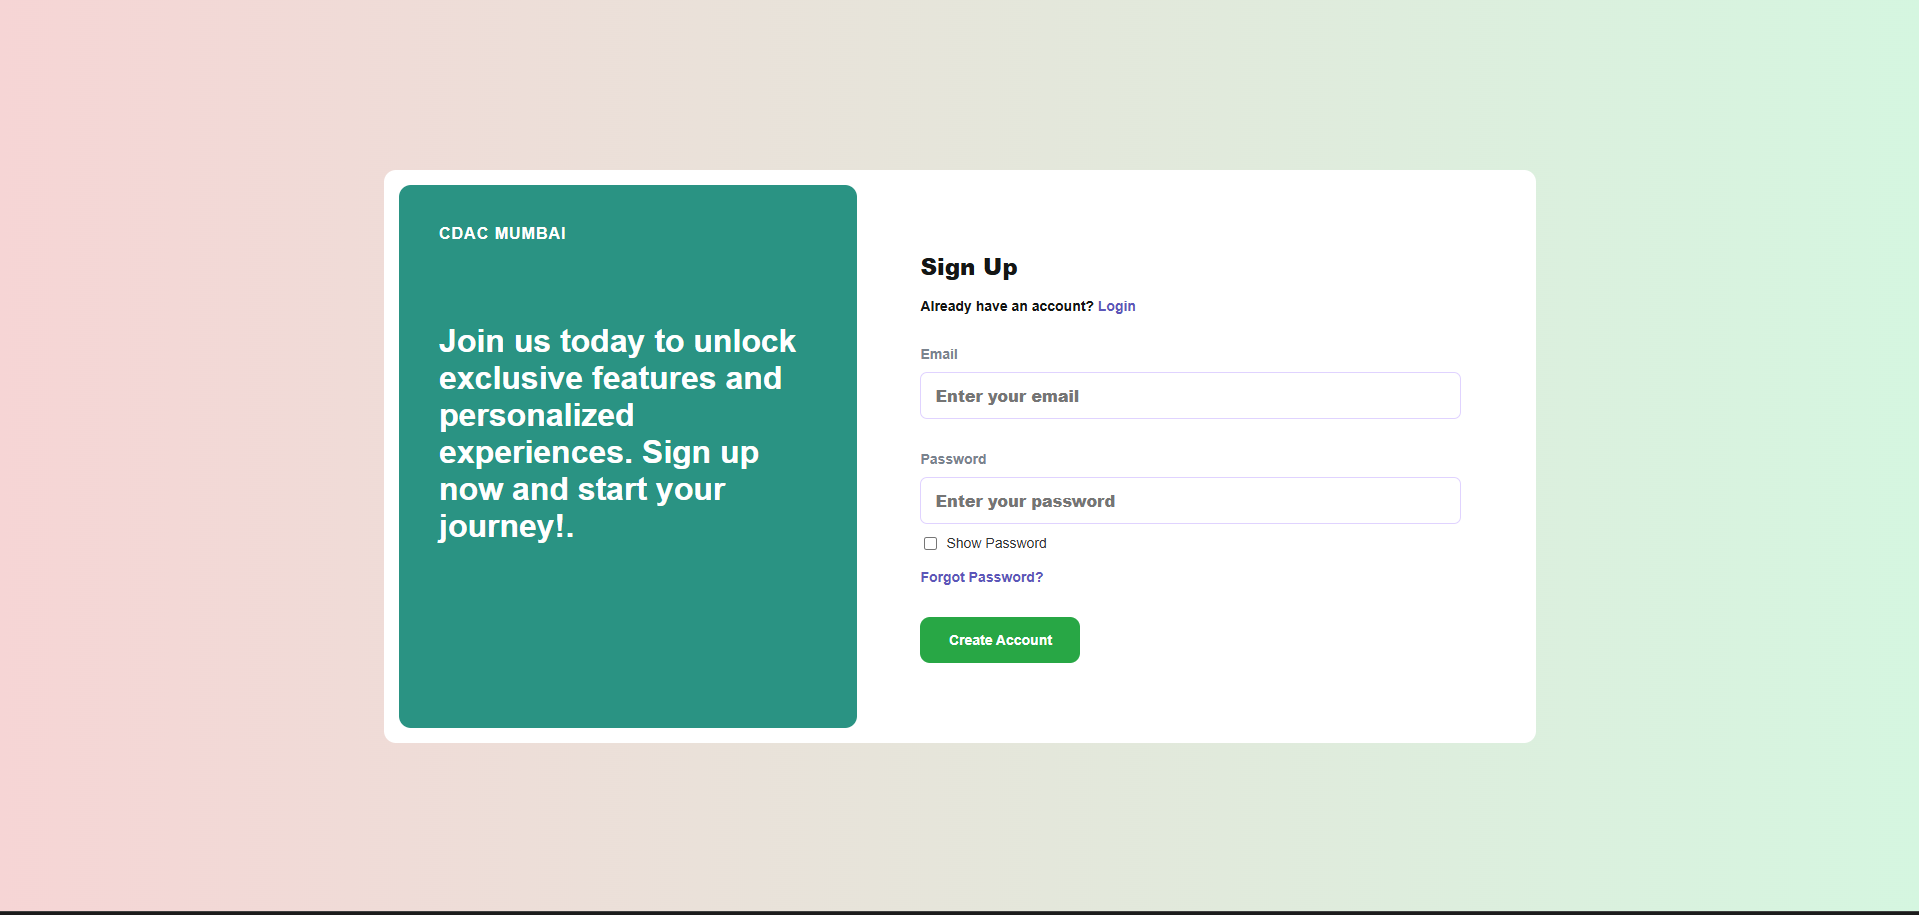 CDAC MUMBAI
Join us today to unlock
exclusive features and
personalized
experiences. Sign up
now and start your
journey!.
Sign Up
Already have an account? Login
Email
Enter your email
Password
Enter your password
Show Password
Forgot Password?
Create Account